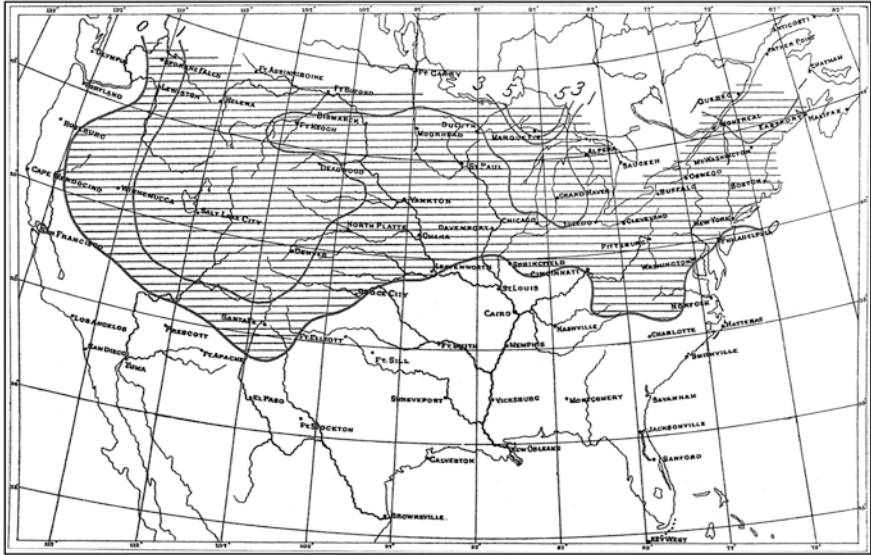 0
1
ANTICOSTI
FATHER POINT
CHATHAM
OLYMPIA
SPOKANE FALLS
FT. ASSINNIBOINE
FT. GARRY
3
5
5
3
1
PORTLAND
LEWISTON
HELENA
FT. BUFORD
QUEBEC
MONTREAL
EASTPORT
HALIFAX
ROSEBURG
BISMARCK
FT. KEOGH
MOORHEAD
DULUTH
MARQUETTE
ALPENA
SAUGEEN
MT. WASHINGTON
CAPE MENDOCINO
WINNEMUCCA
DEADWOOD
ST. PAUL
OSWEGO
BOSTON
SALT LAKE CITY
YANKTON
GRAND HAVEN
BUFFALO
SAN FRANCISCO
NORTH PLATTE
DAVENPORT
CHICAGO
TOLEDO
CLEVELAND
NEW YORK
OMAHA
PITTSBURG
PHILADELPHIA
DENVER
LEAVENWORTH
SPRINGFIELD
CINCINNATI
WASHINGTON
DODGE CITY
ST. LOUIS
NORFOLK
LOS ANGELOS
PRESCOTT
SANTA FE
CAIRO
NASHVILLE
CHARLOTTE
HATTERAS
SAN DIEGO
FT. APACHE
FT. ELLIOTT
FT. SMITH
MEMPHIS
SMITHVILLE
YUMA
FT. SILL
EL PASO
SHREVEPORT
VICKSBURG
MONTGOMERY
SAVANNAH
FT. STOCKTON
JACKSONVILLE
NEW ORLEANS
GALVESTON
SANFORD
BROWNSVILLE
KEY WEST